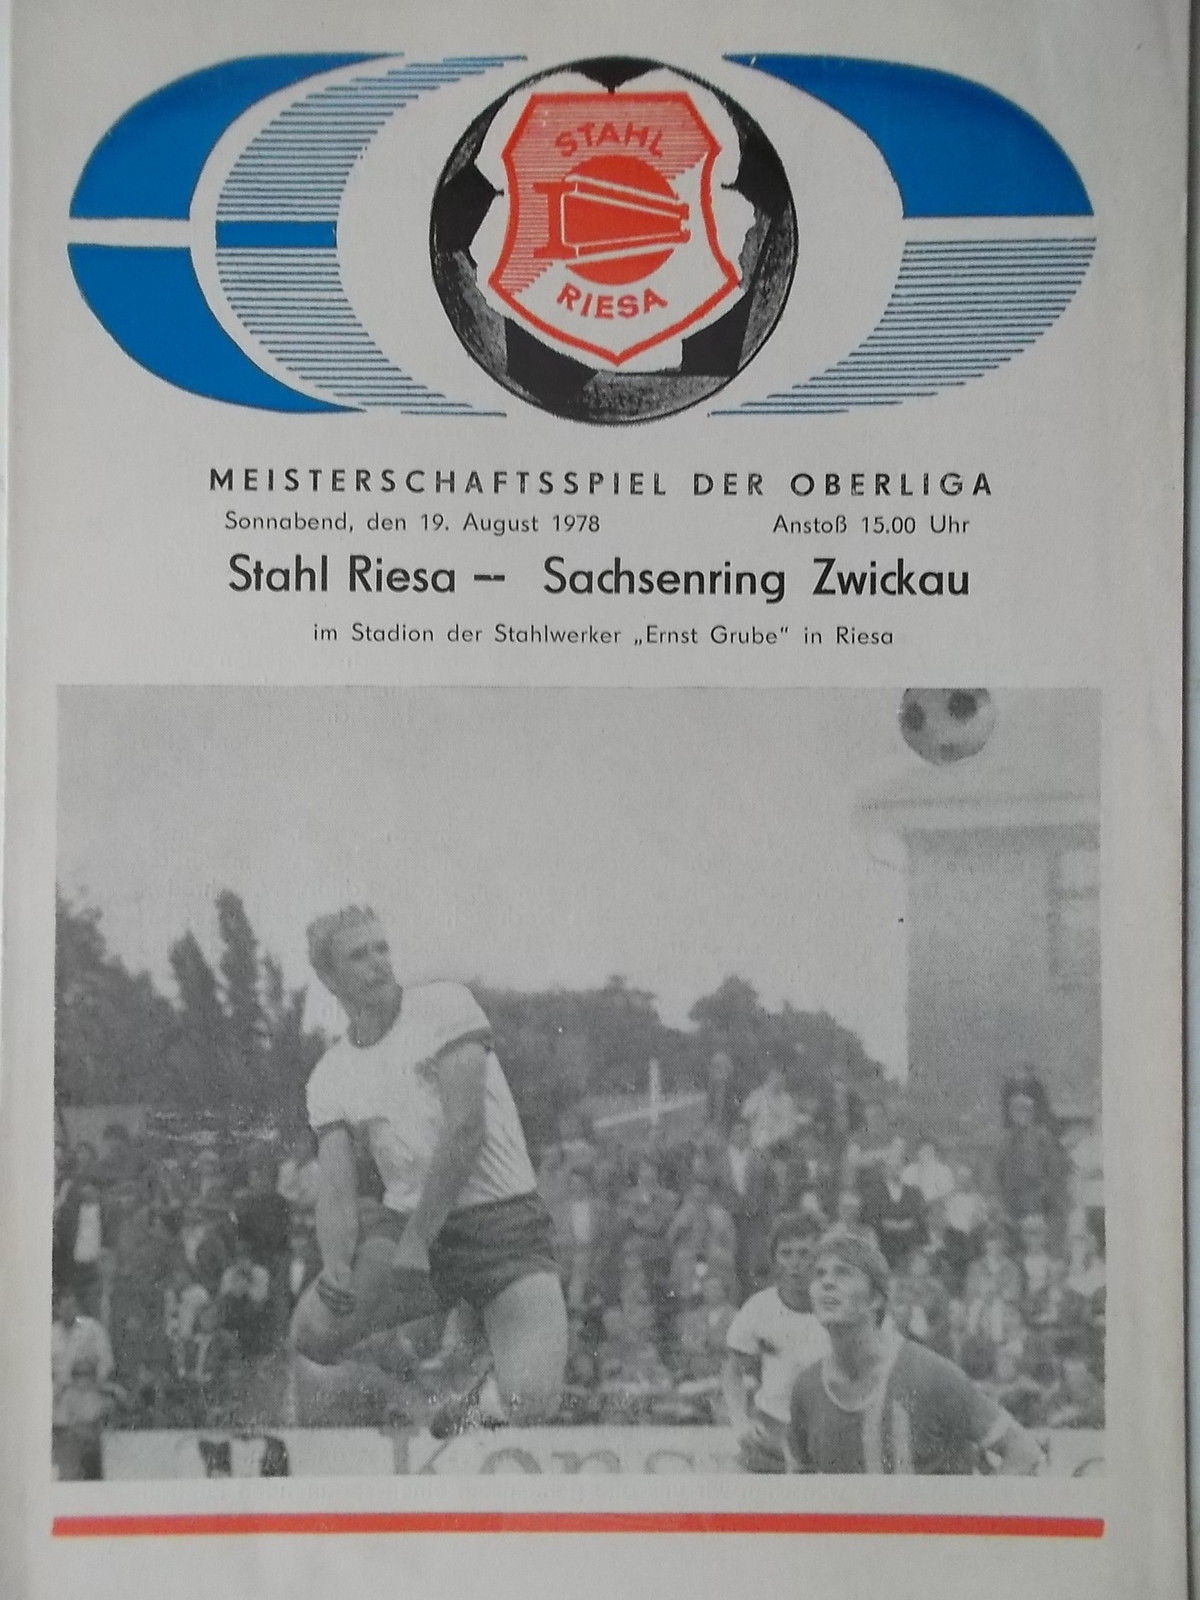 STAHL
RIESA
MEISTERSCHAFTSSPIEL DER OBERLIGA
Sonnabend, den 19. August 1978 Anstoß 15.00 Uhr
Stahl Riesa — Sachsenring Zwickau
im Stadion der Stahlwerker „Ernst Grube“ in Riesa